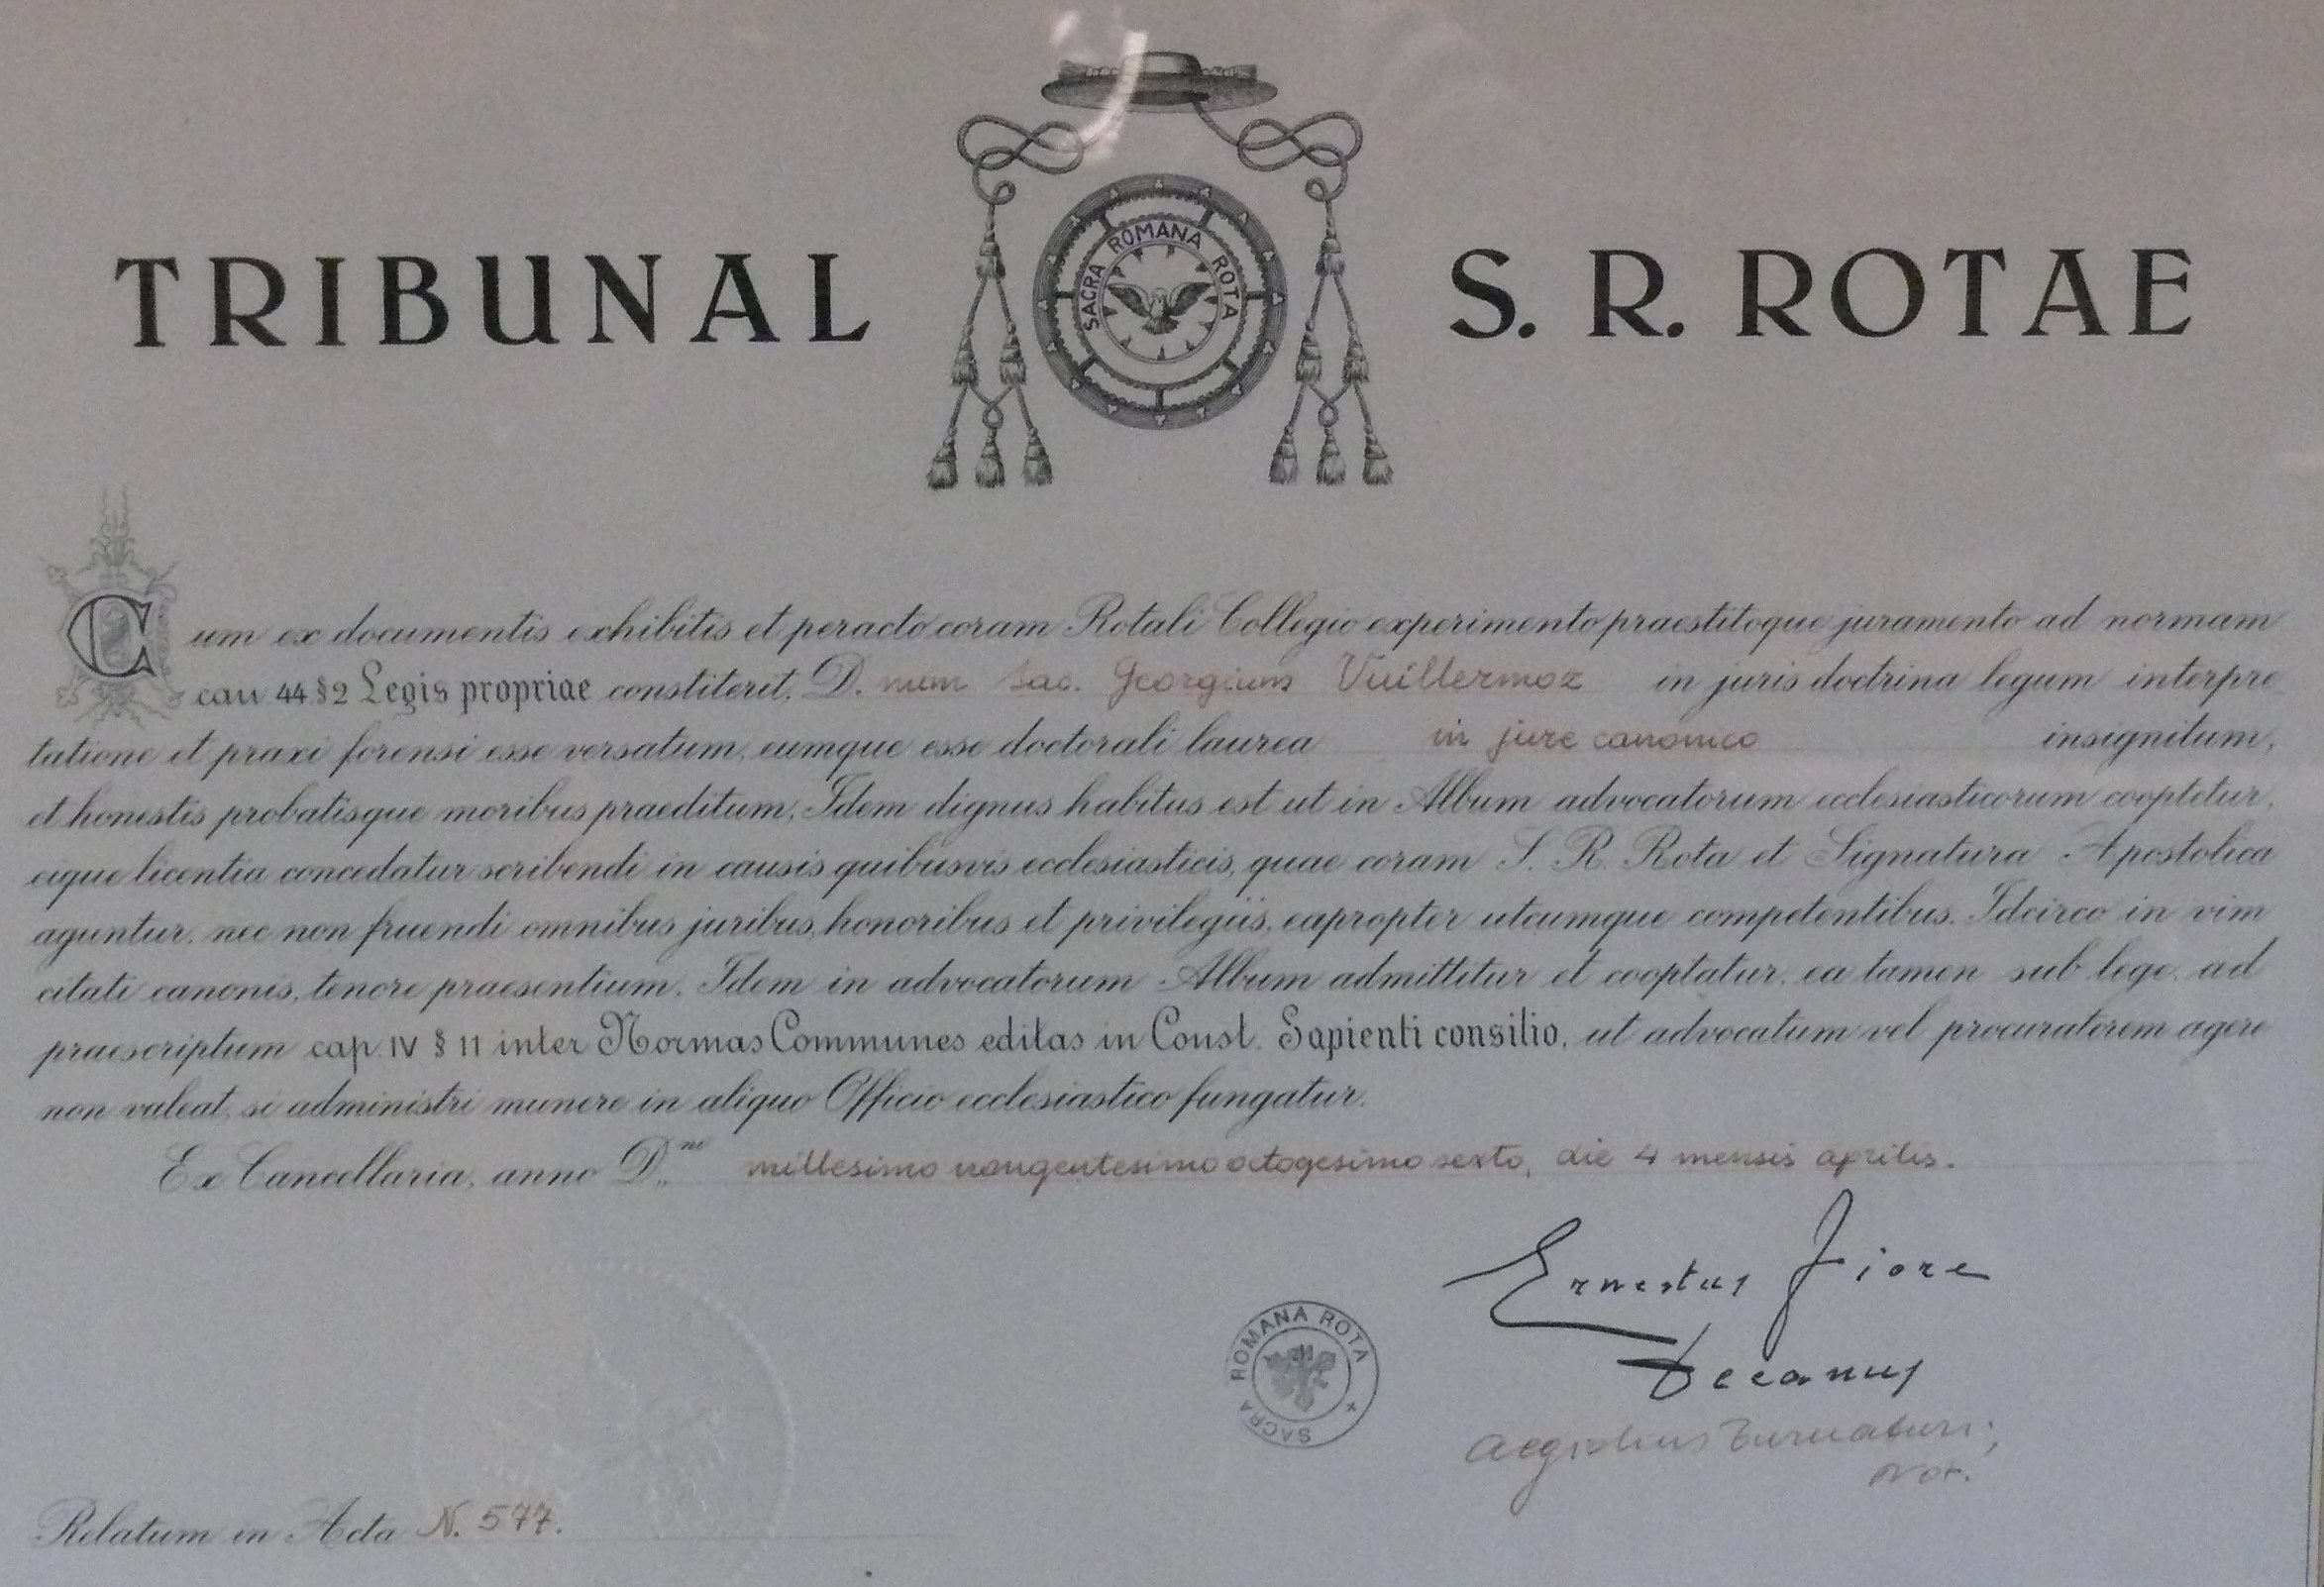 TRIBUNAL S. R. ROTAE
SACRA ROMANA ROTA
Cum ex documentis exhibitis et peracto coram Rotali Collegio experimento praestitoque juramento ad normam
can 44 § 2 Legis propriae constiterit, D. num Sac. Georgium Vuillermoz in juris doctrina legum interpre
tatione et praxi forensi esse versatum, eumque esse doctorali laurea in jure canonico insignitum,
et honestis probatisque moribus praeditum, Idem dignus habitus est ut in Album advocatorum ecclesiasticorum cooptetur,
eique licentia concedatur scribendi in causis quibusvis ecclesiasticis, quae coram S. R. Rota et Signatura Apostolica
aguntur, nec non fruendi omnibus juribus, honoribus et privilegiis, eapropter utcumque competentibus. Idcirco in vim
citati canonis, tenore praesentium, Idem in advocatorum Album admittitur et cooptatur, ea tamen sub lege, ad
praescriptum cap. IV § 11 inter Normas Communes editas in Const. Sapienti consilio, ut advocatum vel procuratorem agere
non valeat, si administri munere in aliquo Officio ecclesiastico fungatur.
Ex Cancellaria, anno D.ni millesimo nongentesimo octogesimo sexto, die 4 mensis aprilis.
Ernestus Fiore
Decanus
SACRA ROMANA ROTA
Aegidius Turnaturi,
Not.
Relatum in Acta N. 577.